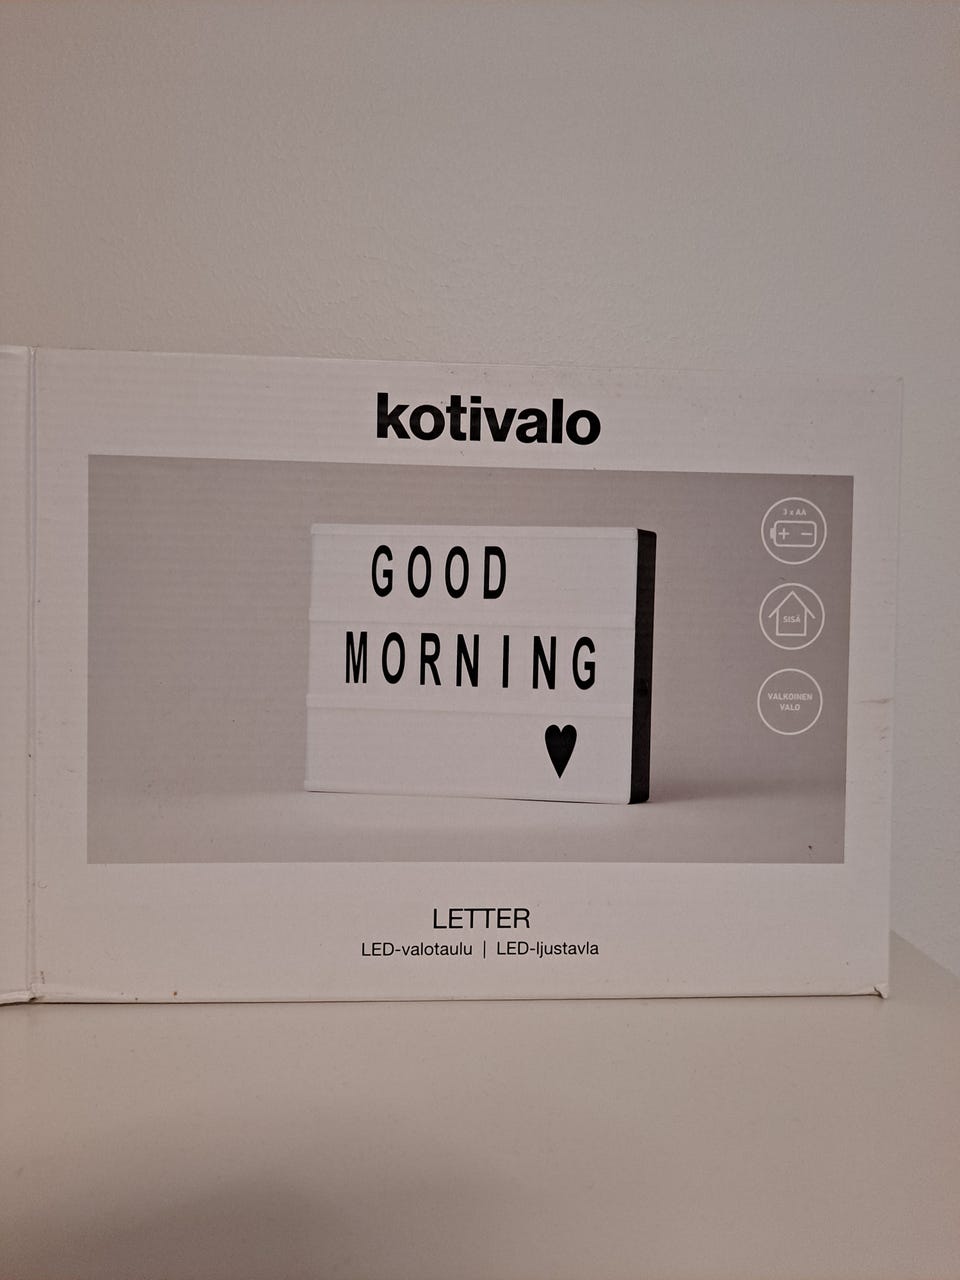 kotivalo
3 x AA
GOOD
MORNING
SISÄ
VALKOINEN
VALO
LETTER
LED-valotaulu | LED-ljustavla